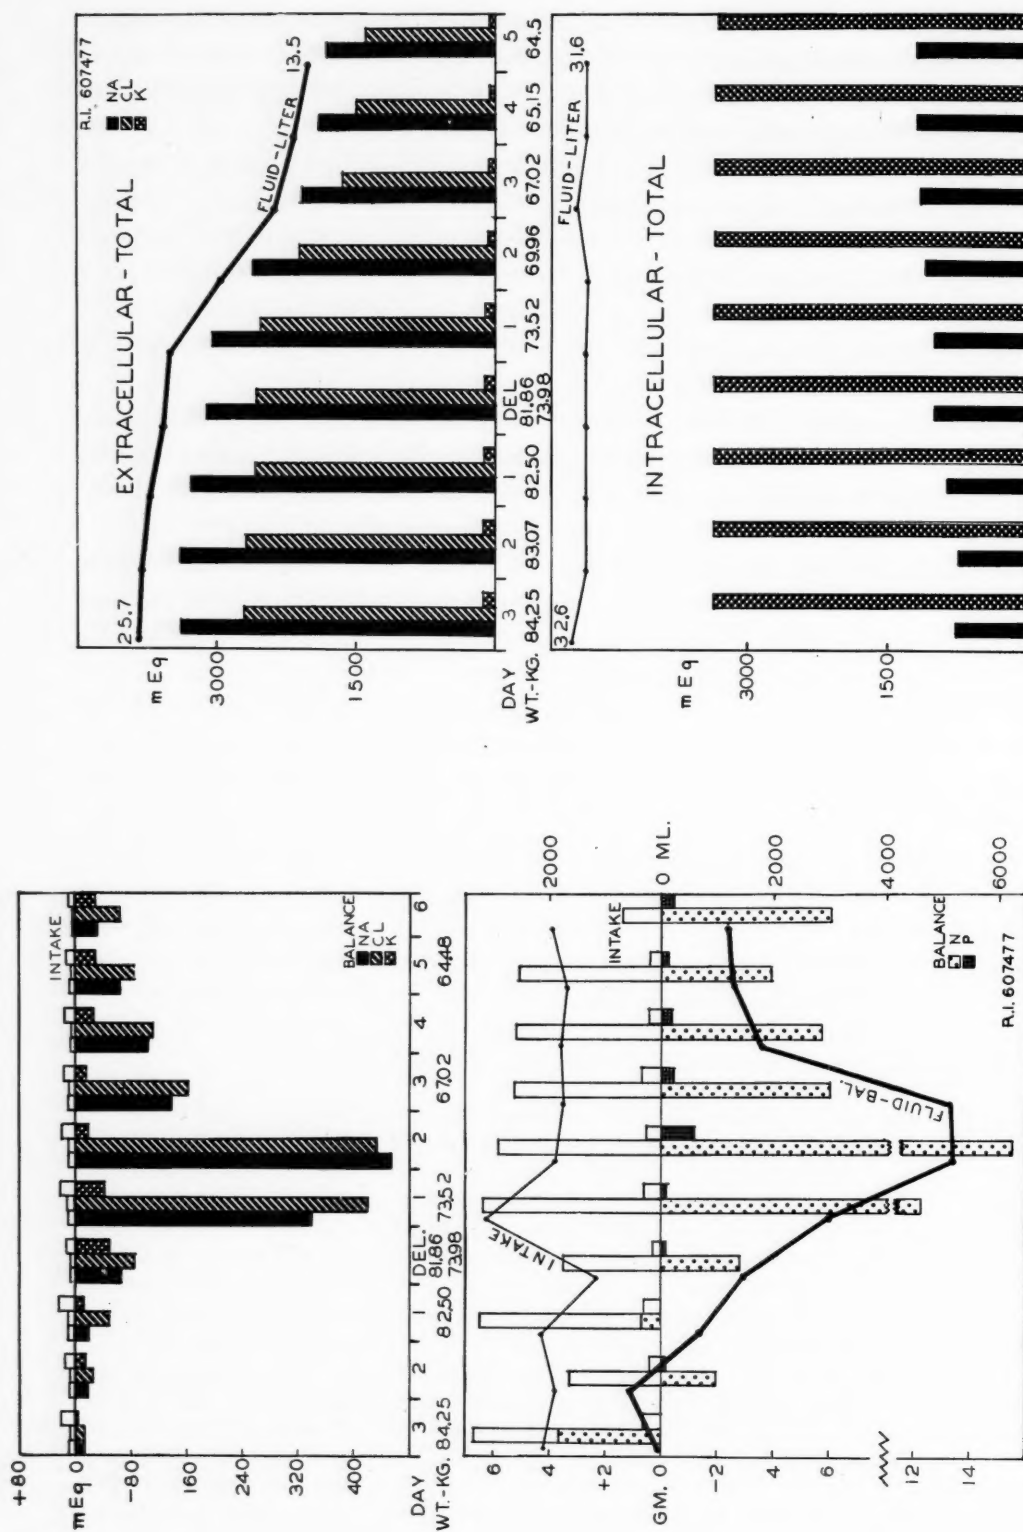 +80
0
mEq
-80
160
240
320
400
INTAKE
BALANCE
NA
CL
K
DAY 3 2 1 DEL. 1 2 3 4 5 6
WT.-KG. 84.25 82.50 81.86 73.52 67.02 64.48
73.98
6
4
+2
GM. 0
-2
4
6
12
14
2000
0 ML.
2000
4000
6000
INTAKE
INTAKE
FLUID-BAL.
BALANCE
N
P
R.I. 607477
R.I. 607477
NA
CL
K
EXTRACELLULAR-TOTAL
25.7
FLUID-LITER
13.5
mEq
3000
1500
DAY 3 2 1 DEL 1 2 3 4 5
WT.-KG. 84.25 83.07 82.50 81.86 73.52 69.96 67.02 65.15 64.5
73.98
32.6
FLUID-LITER
31.6
INTRACELLULAR-TOTAL
mEq
3000
1500